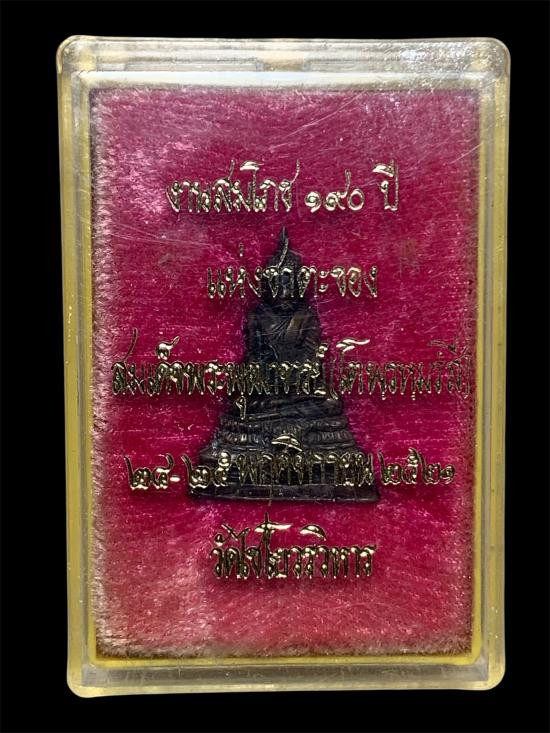 งานสมโภช ๑๙๐ ปี
แห่งชาตะของ
สมเด็จพระพุฒาจารย์ (โต พรหมรังสี)
๒๔-๒๕ พฤศจิกายน ๒๕๒๑
วัดไชโยวรวิหาร